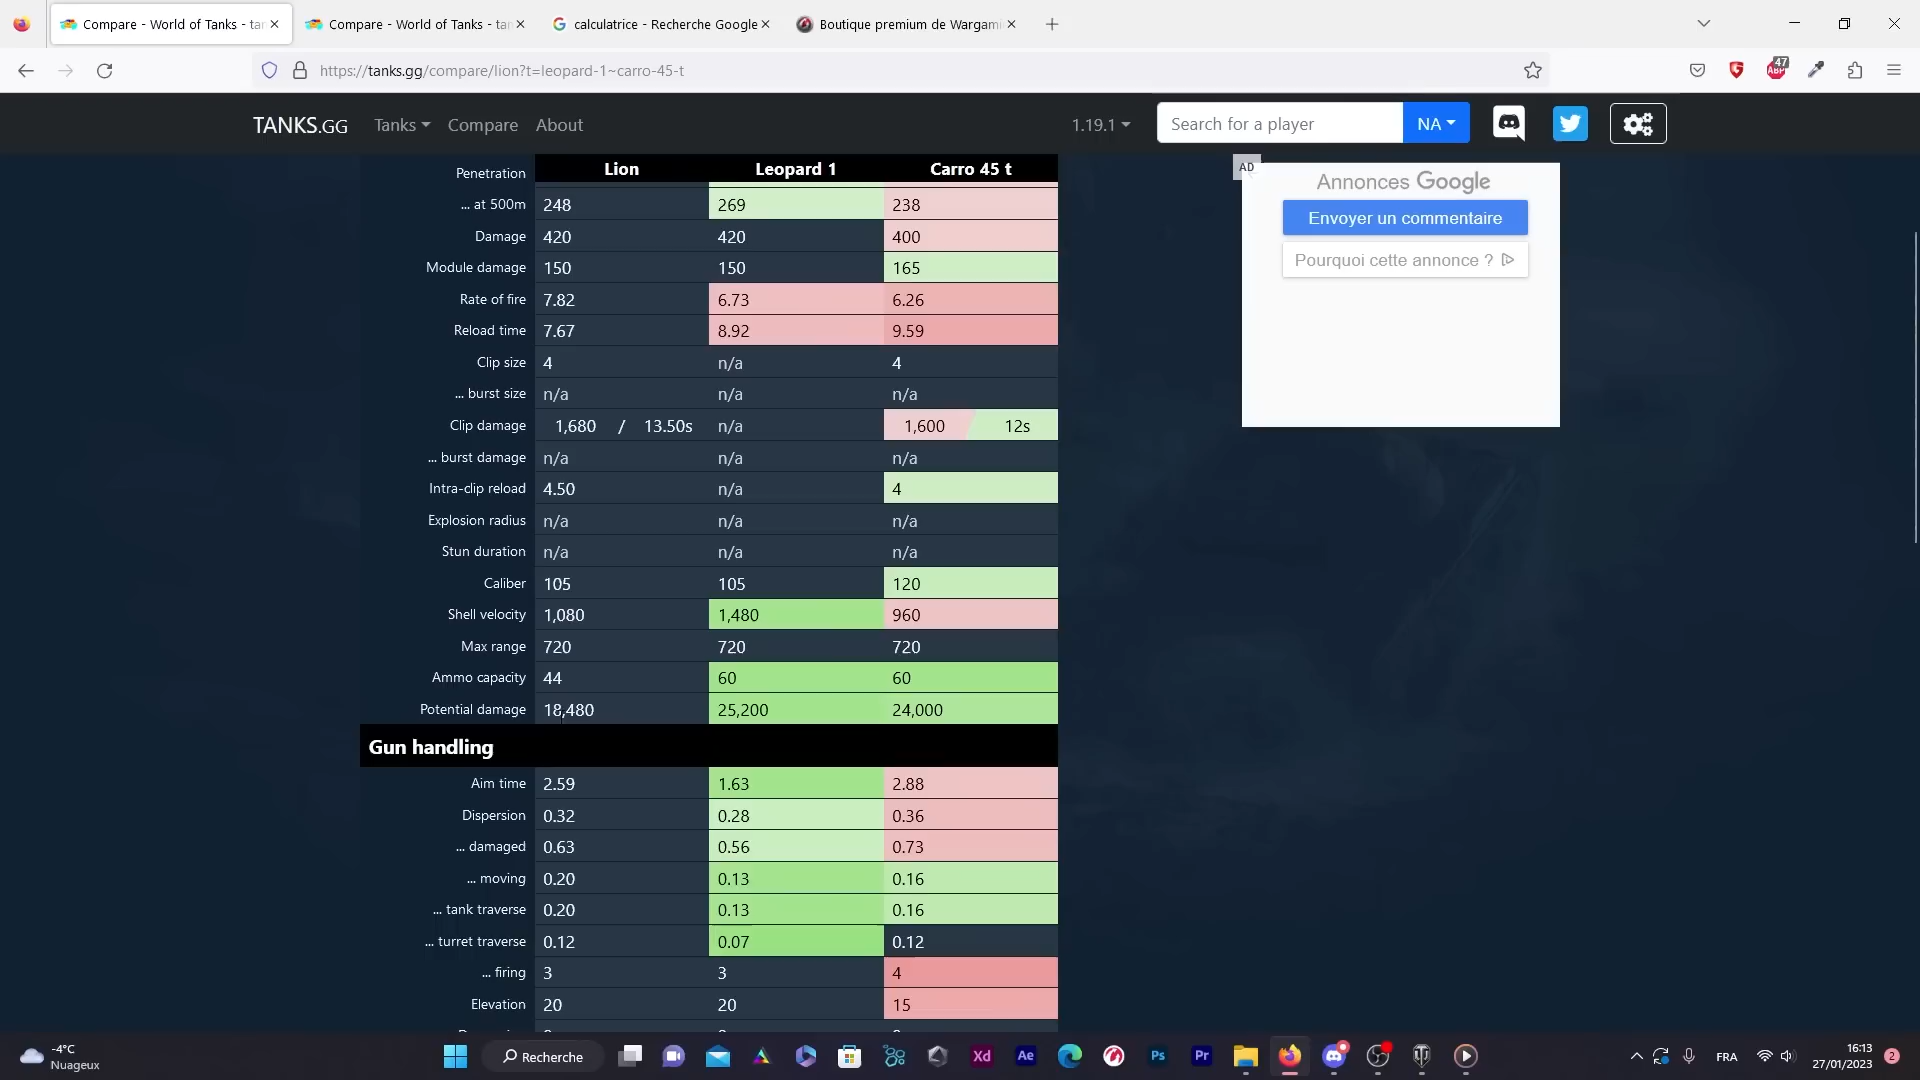 Compare - World of Tanks - tan
Compare - World of Tanks - tan
calculatrice - Recherche Google
Boutique premium de Wargami
https://tanks.gg/compare/lion?t=leopard-1~carro-45-t
47
ABP
TANKS.GG Tanks Compare About 1.19.1 Search for a player NA
Penetration Lion Leopard 1 Carro 45 t
... at 500m 248 269 238
Damage 420 420 400
Module damage 150 150 165
Rate of fire 7.82 6.73 6.26
Reload time 7.67 8.92 9.59
Clip size 4 n/a 4
... burst size n/a n/a n/a
Clip damage 1,680 / 13.50s n/a 1,600 12s
... burst damage n/a n/a n/a
Intra-clip reload 4.50 n/a 4
Explosion radius n/a n/a n/a
Stun duration n/a n/a n/a
Caliber 105 105 120
Shell velocity 1,080 1,480 960
Max range 720 720 720
Ammo capacity 44 60 60
Potential damage 18,480 25,200 24,000
Gun handling
Aim time 2.59 1.63 2.88
Dispersion 0.32 0.28 0.36
... damaged 0.63 0.56 0.73
... moving 0.20 0.13 0.16
... tank traverse 0.20 0.13 0.16
... turret traverse 0.12 0.07 0.12
... firing 3 3 4
Elevation 20 20 15
AD
Annonces Google
Envoyer un commentaire
Pourquoi cette annonce ?
-4°C
Nuageux
Recherche
Xd
Ae
Ps
Pr
FRA
16:13
27/01/2023
2